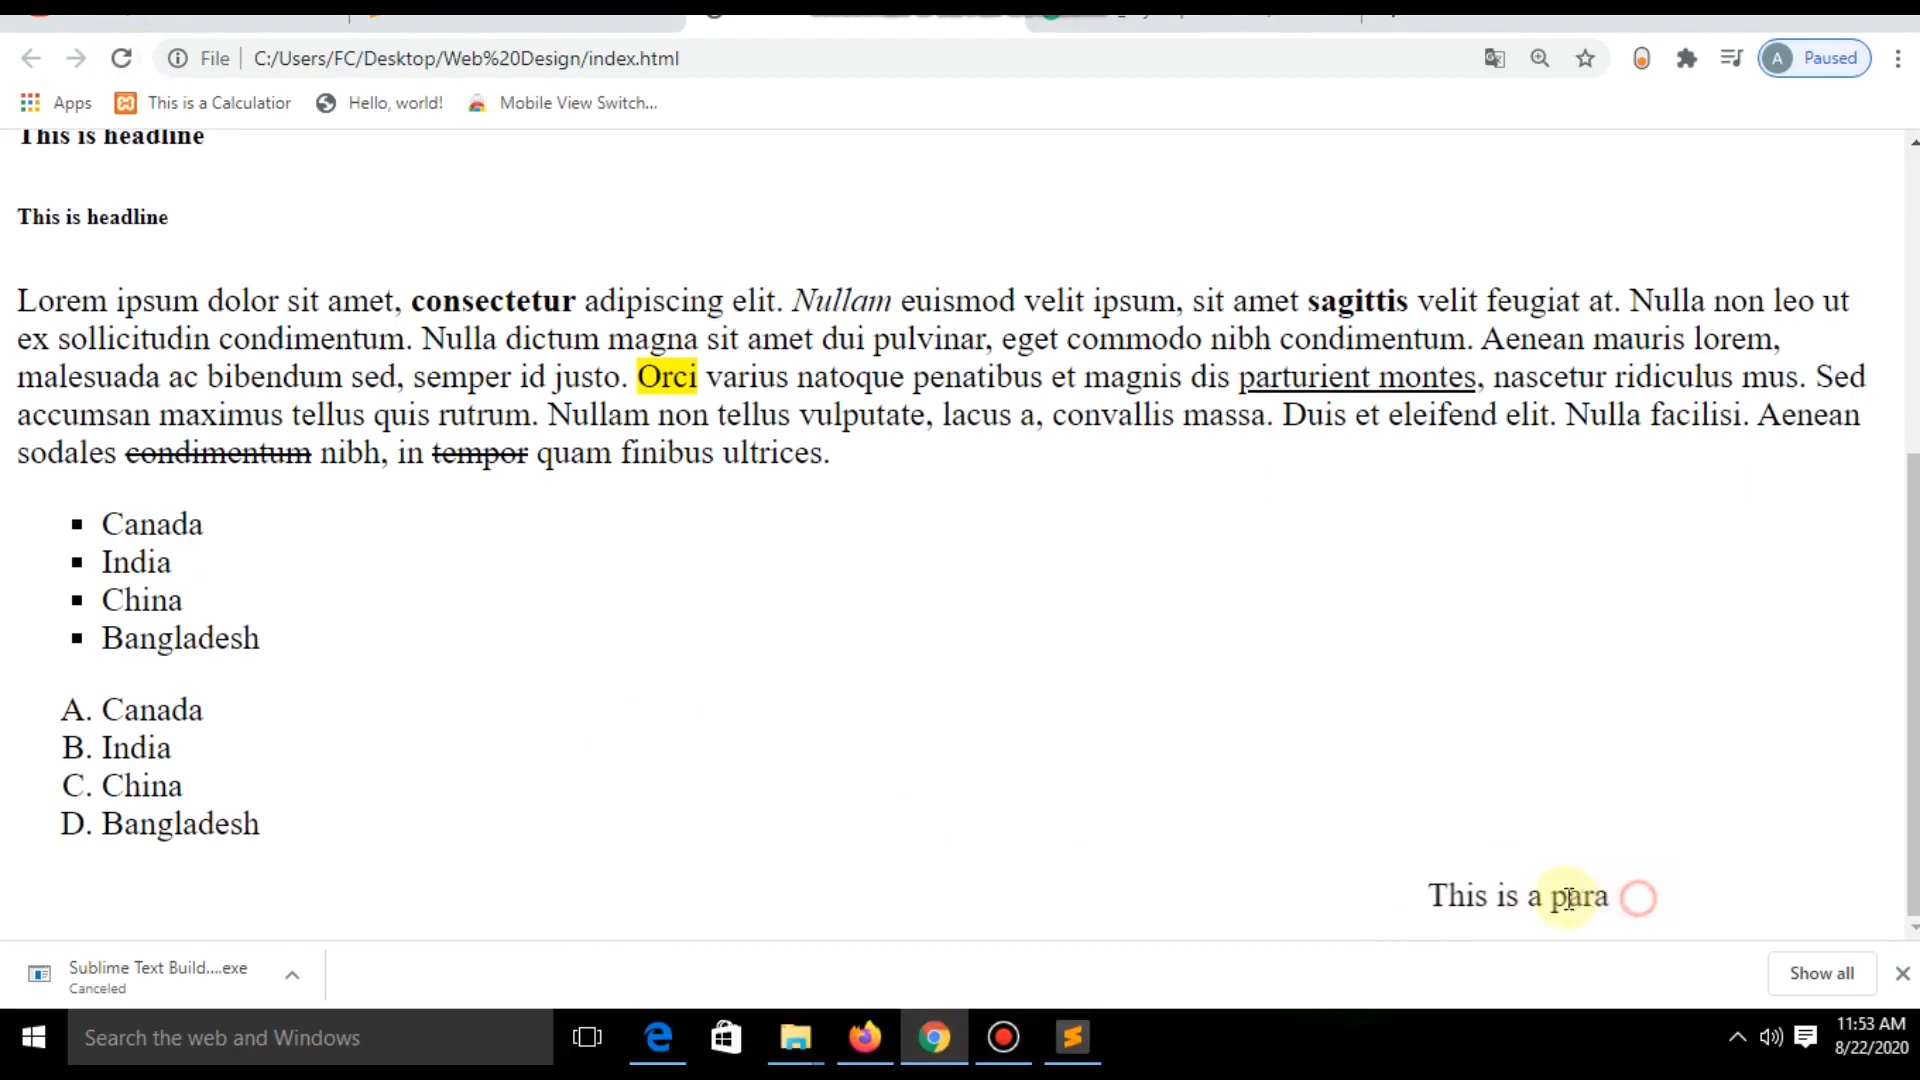 File
C:/Users/FC/Desktop/Web%20Design/index.html
A Paused
Apps
This is a Calculatior
Hello, world!
Mobile View Switch...
This is headline
This is headline
Lorem ipsum dolor sit amet, consectetur adipiscing elit. Nullam euismod velit ipsum, sit amet sagittis velit feugiat at. Nulla non leo ut
ex sollicitudin condimentum. Nulla dictum magna sit amet dui pulvinar, eget commodo nibh condimentum. Aenean mauris lorem,
malesuada ac bibendum sed, semper id justo. Orci varius natoque penatibus et magnis dis parturient montes, nascetur ridiculus mus. Sed
accumsan maximus tellus quis rutrum. Nullam non tellus vulputate, lacus a, convallis massa. Duis et eleifend elit. Nulla facilisi. Aenean
sodales condimentum nibh, in tempor quam finibus ultrices.
Canada
India
China
Bangladesh
A. Canada
B. India
C. China
D. Bangladesh
This is a para
Sublime Text Build....exe
Canceled
Show all
Search the web and Windows
11:53 AM
8/22/2020